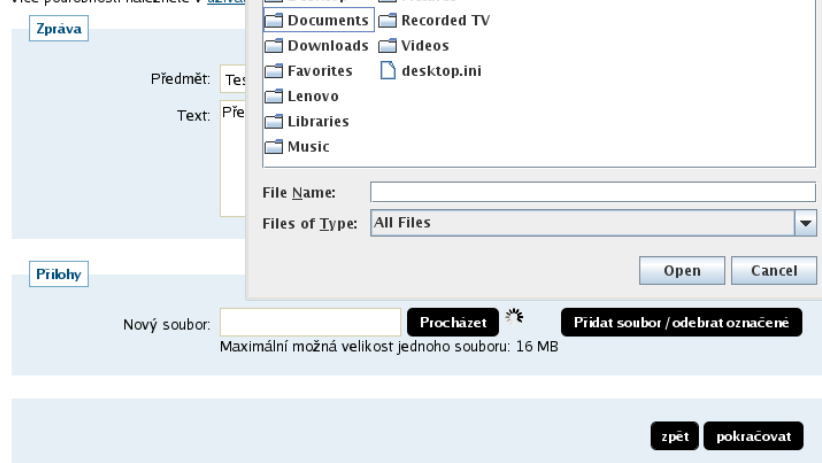 Zpráva
Předmět: Tes
Text: Pře
Documents Recorded TV
Downloads Videos
Favorites desktop.ini
Lenovo
Libraries
Music
File Name:
Files of Type: All Files
Open Cancel
Přílohy
Nový soubor: Procházet Přidat soubor / odebrat označené
Maximální možná velikost jednoho souboru: 16 MB
zpět pokračovat